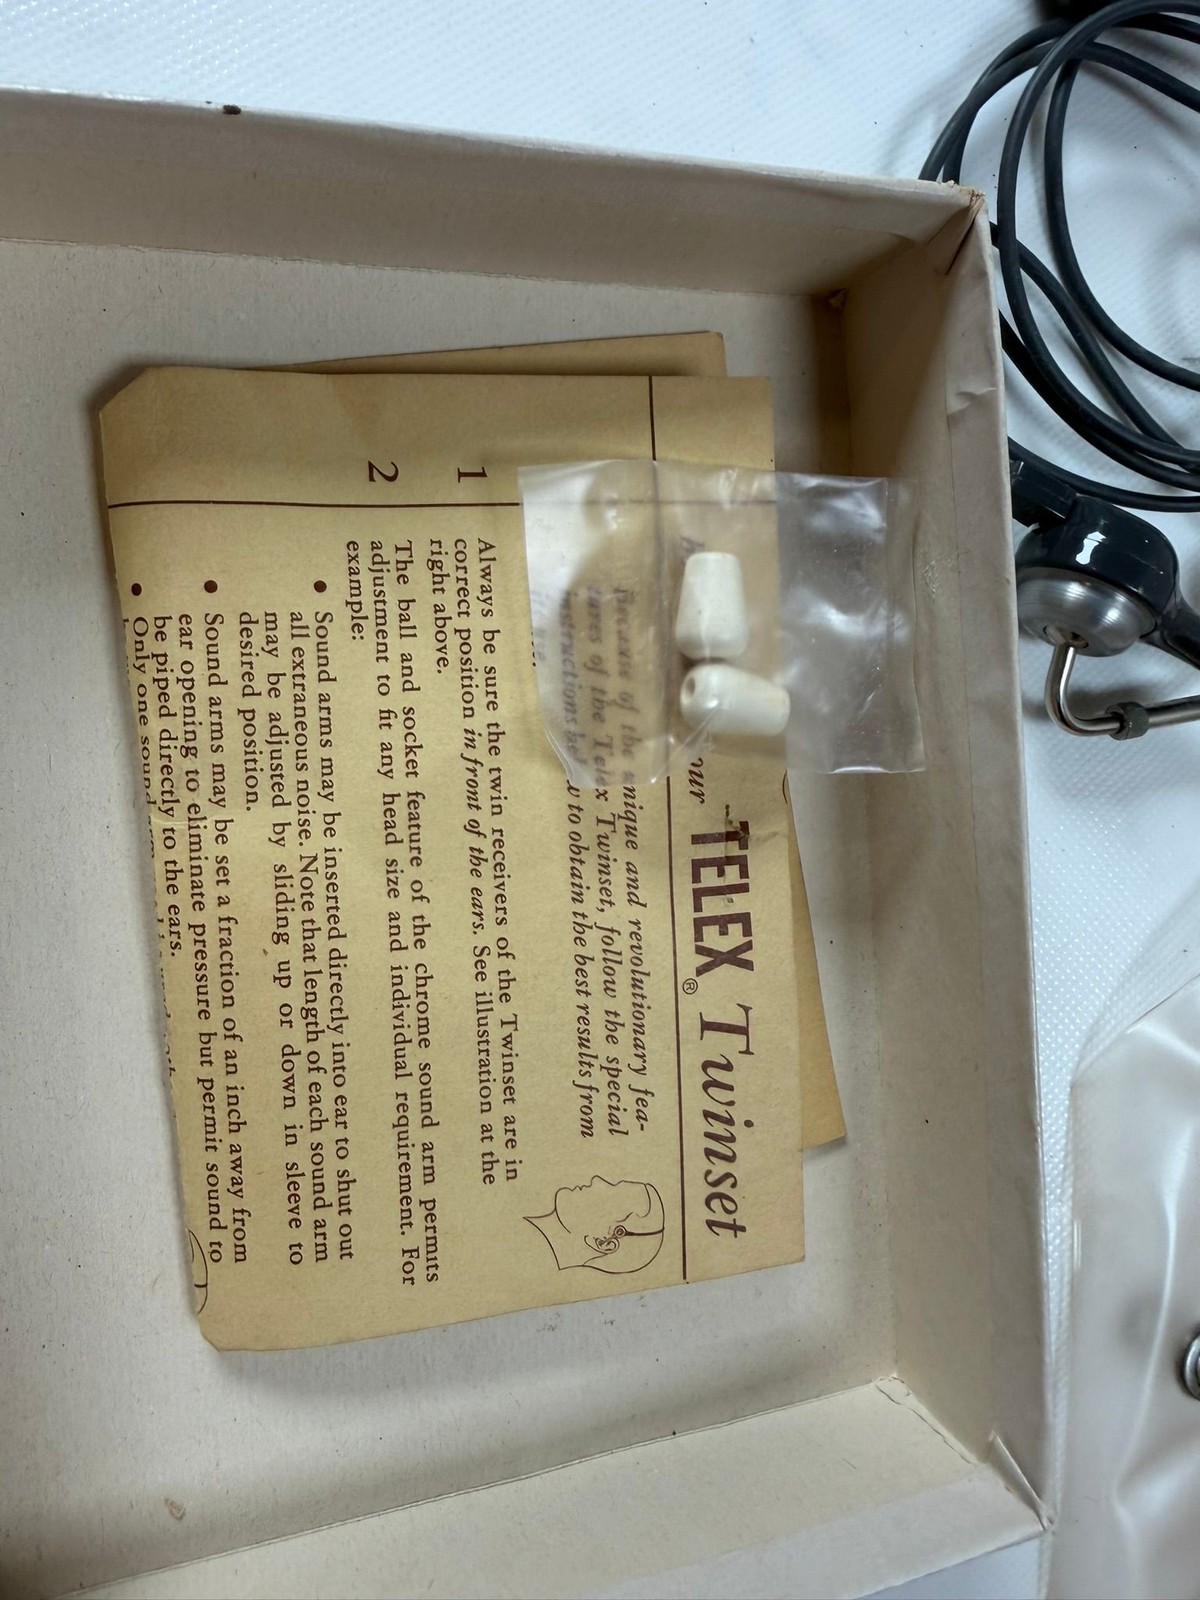 our TELEX® Twinset
Because of the unique and revolutionary fea-
tures of the Telex Twinset, follow the special
instructions to obtain the best results from
1 Always be sure the twin receivers of the Twinset are in
correct position in front of the ears. See illustration at the
right above.
2 The ball and socket feature of the chrome sound arm permits
adjustment to fit any head size and individual requirement. For
example:
• Sound arms may be inserted directly into ear to shut out
all extraneous noise. Note that length of each sound arm
may be adjusted by sliding up or down in sleeve to
desired position.
• Sound arms may be set a fraction of an inch away from
ear opening to eliminate pressure but permit sound to
be piped directly to the ears.
• Only one sound